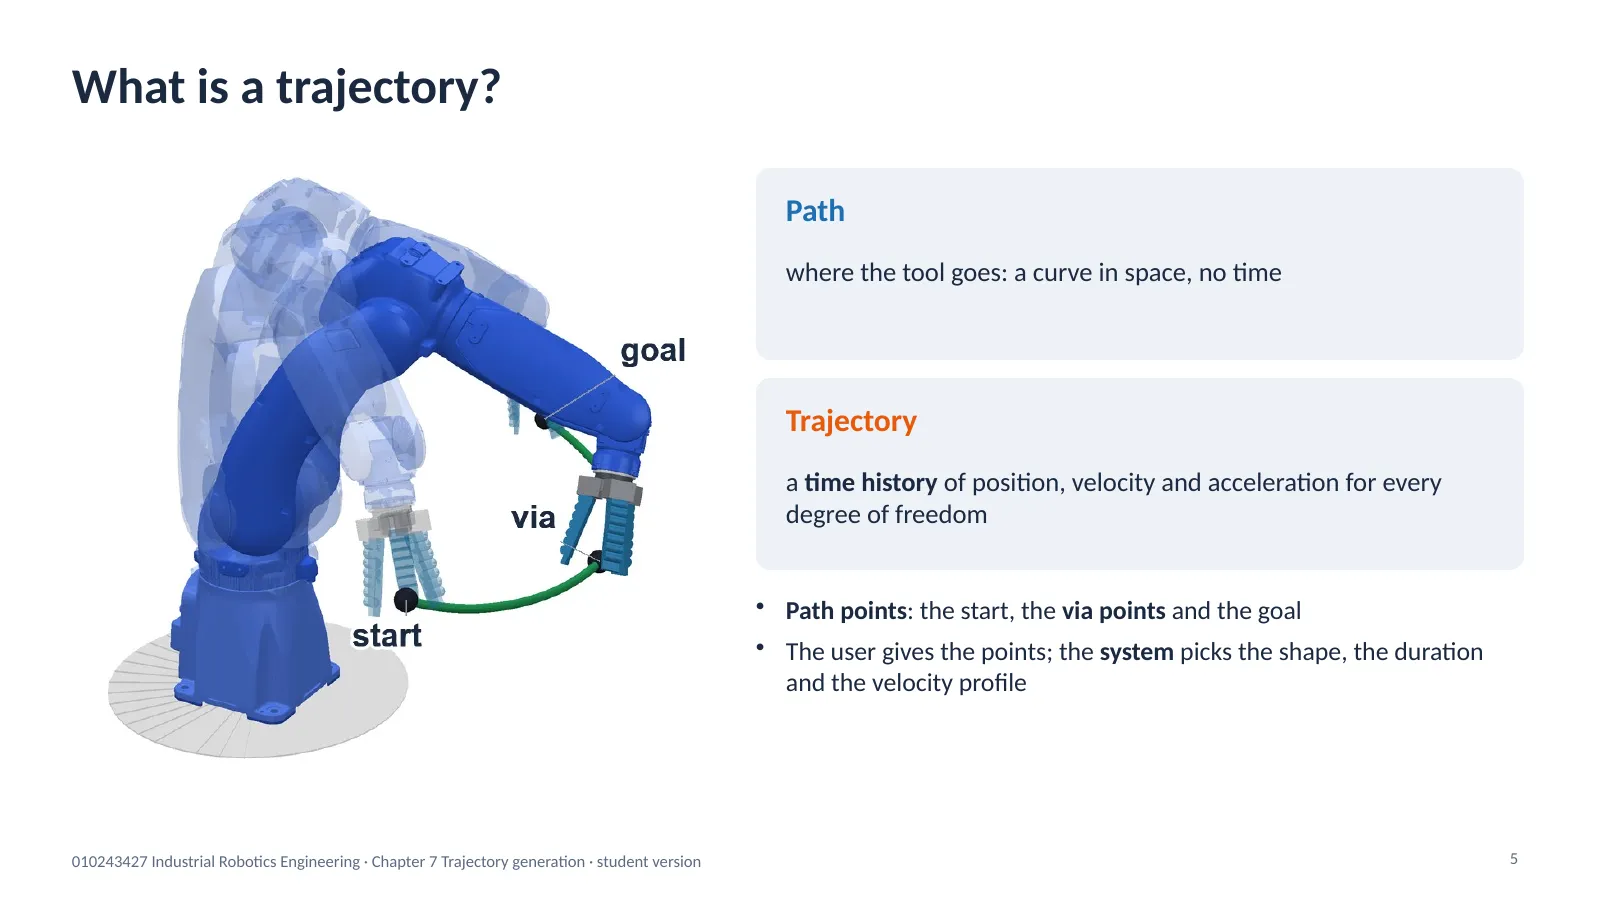 What is a trajectory?
goal
via
start
Path
where the tool goes: a curve in space, no time
Trajectory
a time history of position, velocity and acceleration for every
degree of freedom
• Path points: the start, the via points and the goal
• The user gives the points; the system picks the shape, the duration
and the velocity profile
010243427 Industrial Robotics Engineering · Chapter 7 Trajectory generation · student version
5